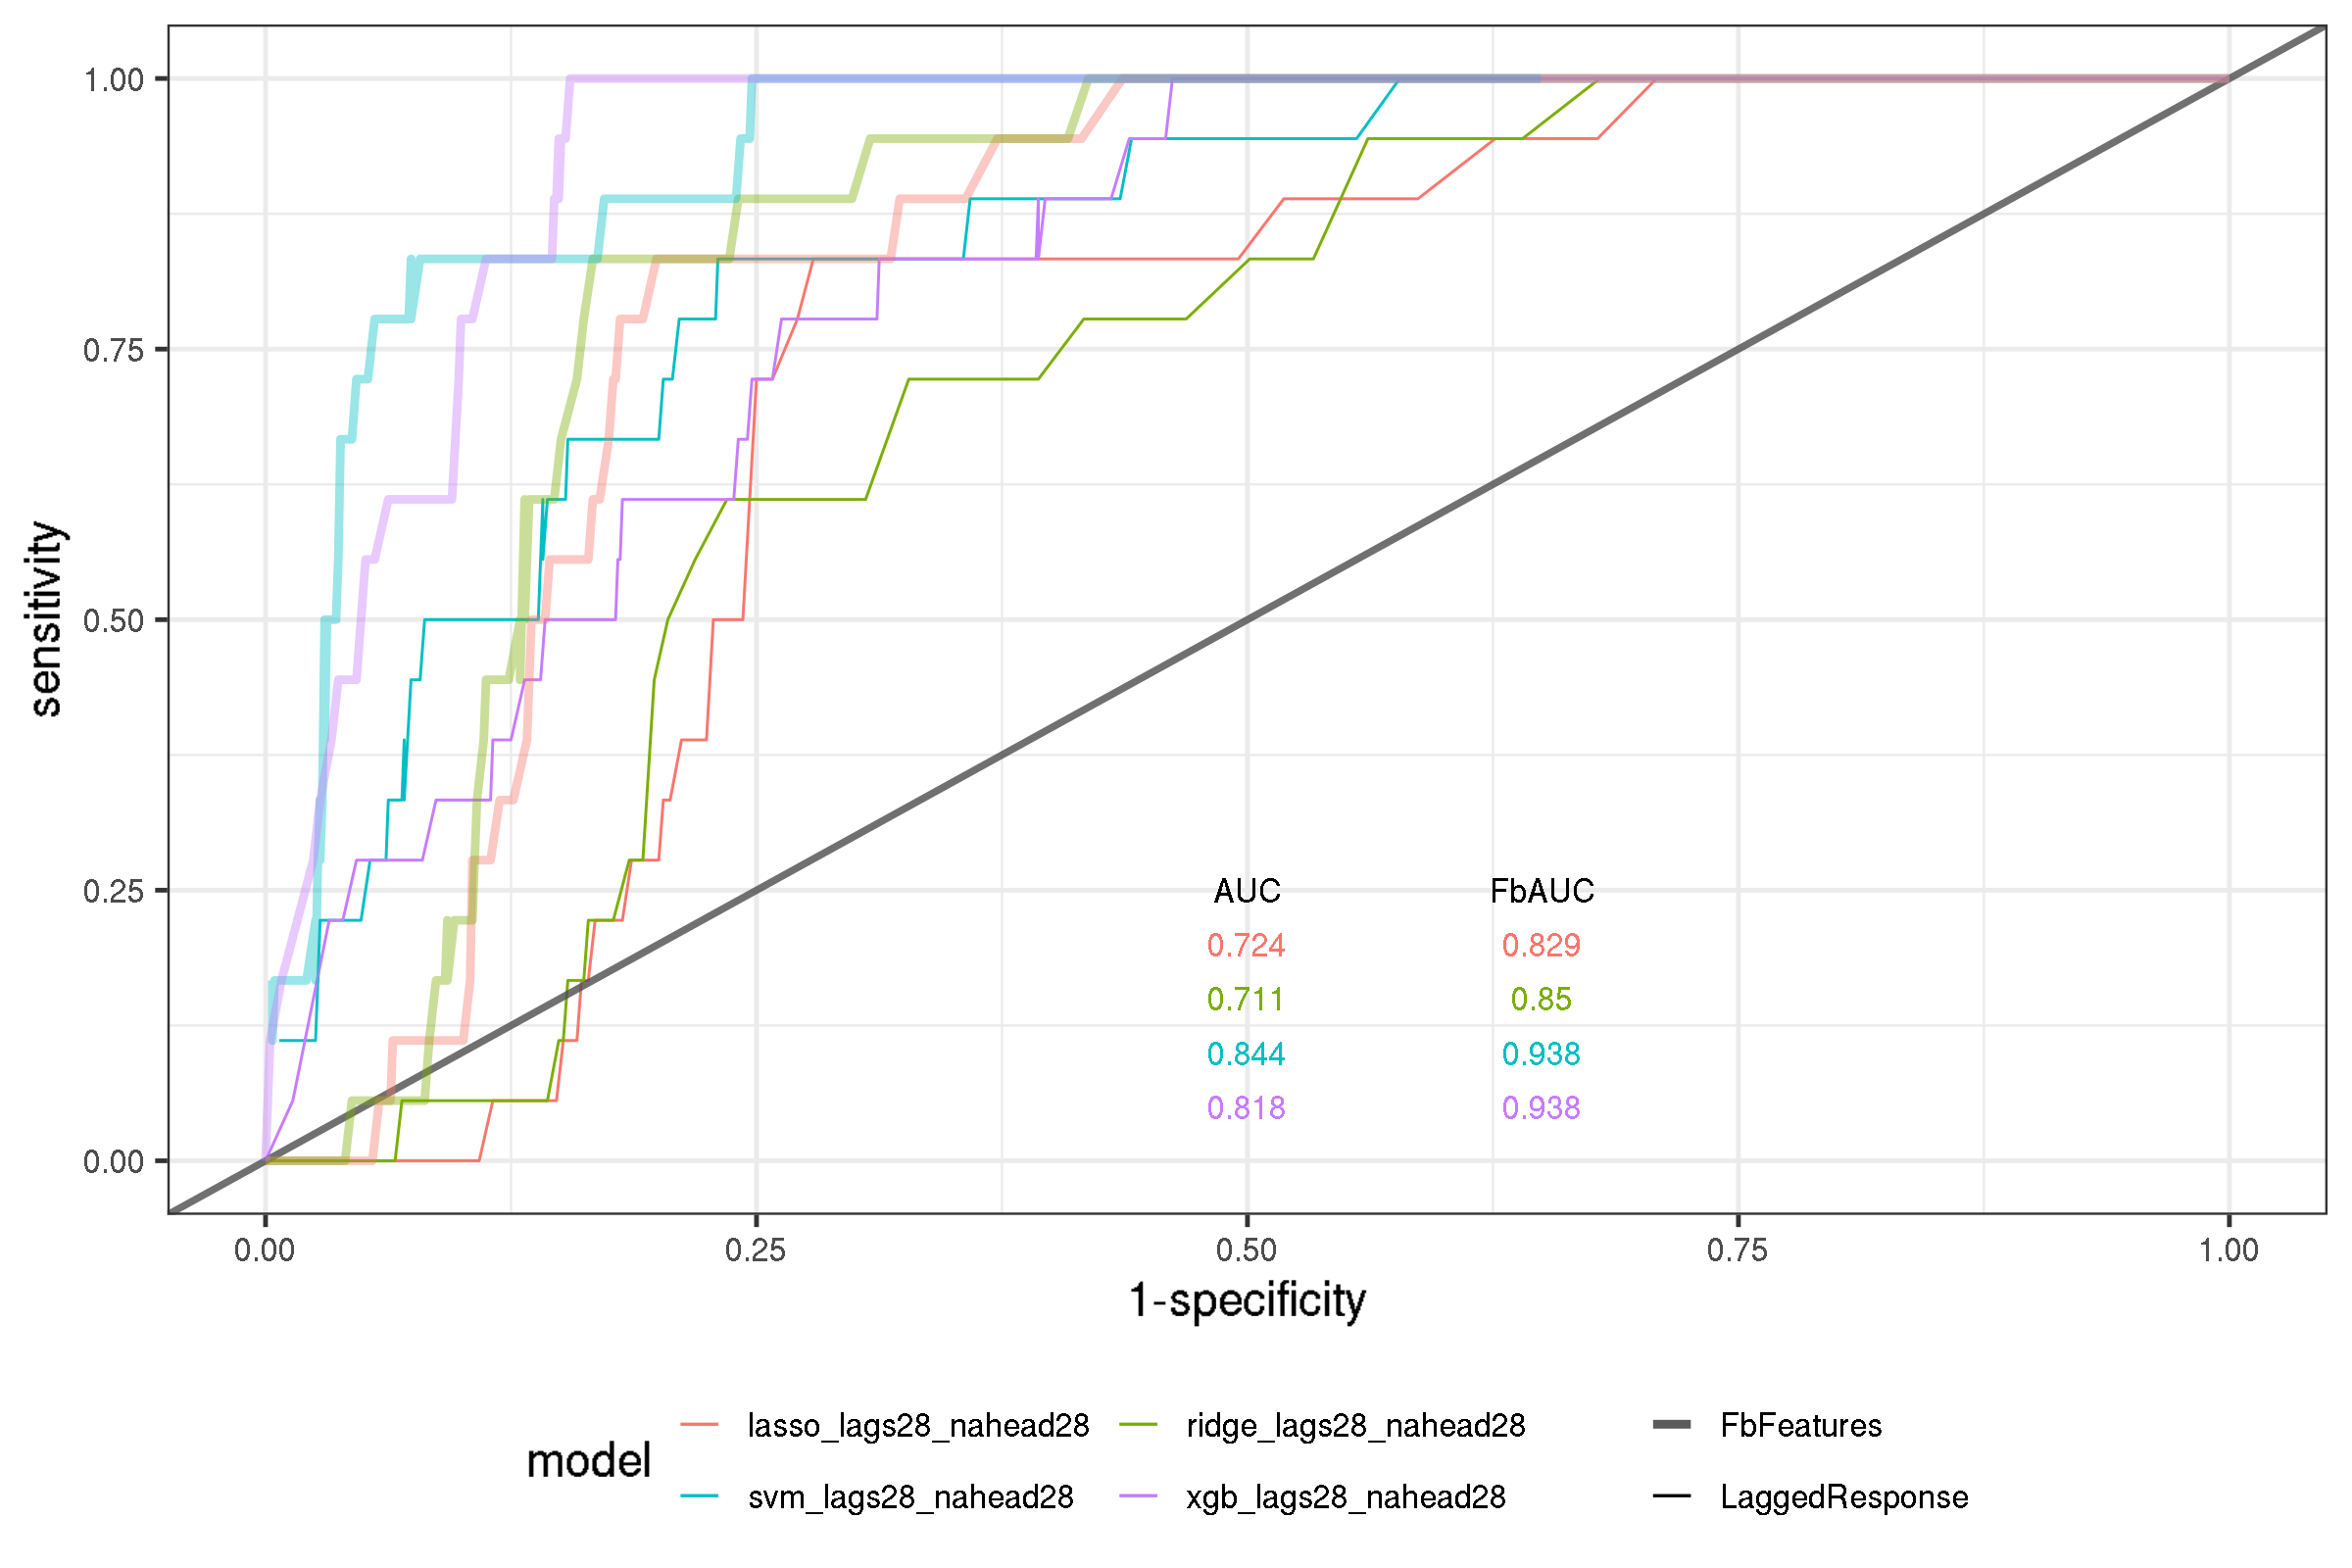 1.00
0.75
0.50
0.25
0.00
sensitivity
AUC FbAUC
0.724 0.829
0.711 0.85
0.844 0.938
0.818 0.938
0.00 0.25 0.50 0.75 1.00
1-specificity
model
lasso_lags28_nahead28 ridge_lags28_nahead28 FbFeatures
svm_lags28_nahead28 xgb_lags28_nahead28 LaggedResponse